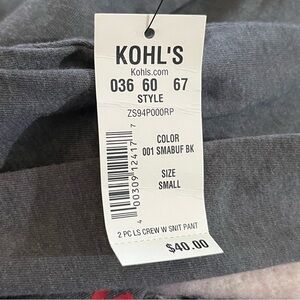 KOHL'S
Kohls.com
036 60 67
STYLE
ZS94P000RP
COLOR
001 SMABUF BK
SIZE
SMALL
4 00309 12417 7
2 PC LS CREW W SNIT PANT
$40.00